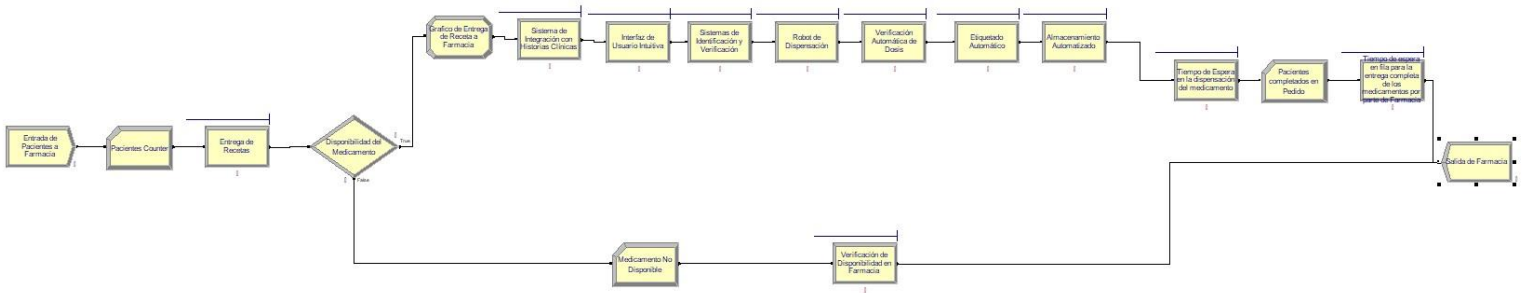 Grafico de Entrega
de Receta a
Farmacia
Sistema de
Integración con
Historias Clínicas
Interfaz de
Usuario Intuitiva
Sistemas de
Identificación y
Verificación
Robot de
Dispensación
Verificación
Automática de
Dosis
Etiquetado
Automático
Almacenamiento
Automatizado
Tiempo de Espera
en la dispensación
del medicamento
Pacientes
completados en
Pedido
Tiempo de espera
en fila para la
entrega completa
de los
medicamentos por
parte de Farmacia
Entrada de
Pacientes a
Farmacia
Pacientes Counter
Entrega de
Recetas
Disponibilidad del
Medicamento
True
False
Salida de Farmacia
Medicamento No
Disponible
Verificación de
Disponibilidad en
Farmacia